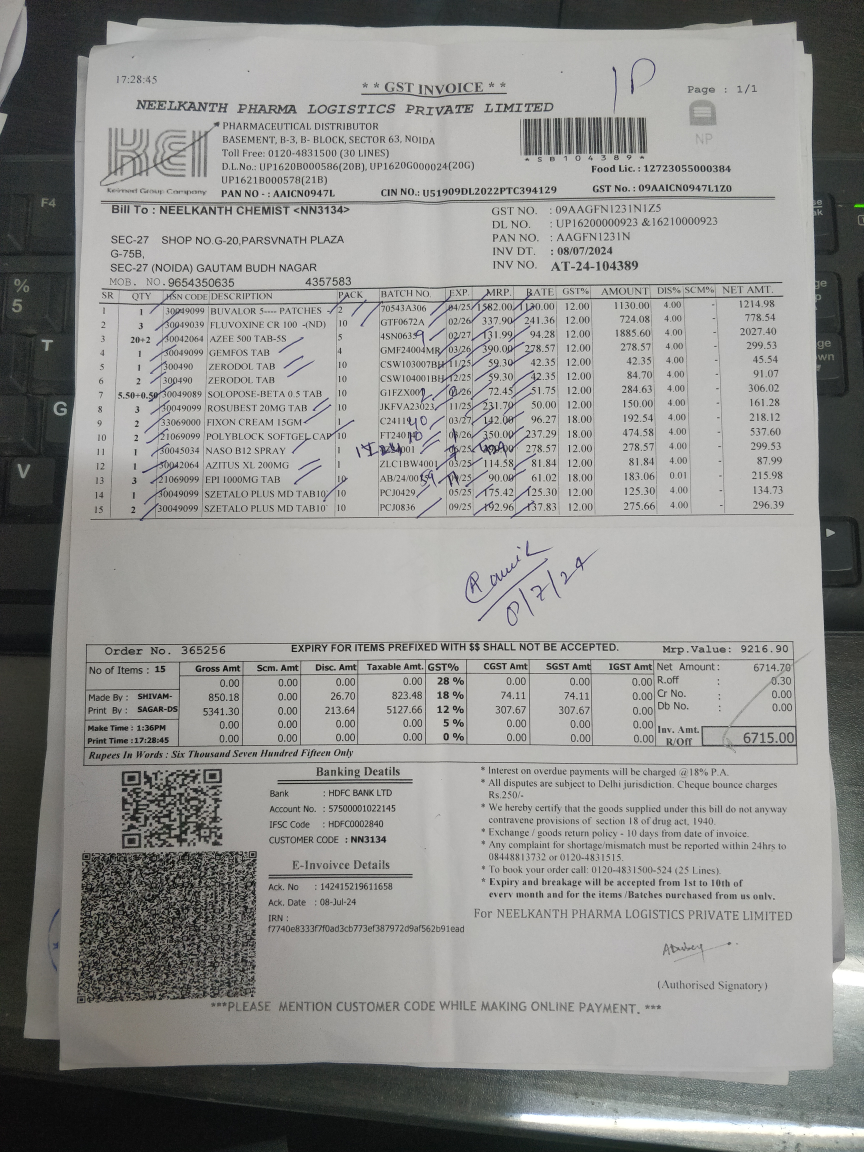 17:28:45
* * GST INVOICE * *
1P
Page : 1/1
NEELKANTH PHARMA LOGISTICS PRIVATE LIMITED
NP
KEI
Keimed Group Company
PHARMACEUTICAL DISTRIBUTOR
BASEMENT, B-3, B- BLOCK, SECTOR 63, NOIDA
Toll Free: 0120-4831500 (30 LINES)
D.L.No.: UP1620B000586(20B), UP1620G000024(20G)
UP1621B000578(21B)
*SB104389*
Food Lic. : 12723055000384
PAN NO - : AAICN0947L CIN NO.: U51909DL2022PTC394129 GST No. : 09AAICN0947L1Z0
Bill To : NEELKANTH CHEMIST <NN3134>
SEC-27 SHOP NO.G-20,PARSVNATH PLAZA
G-75B,
SEC-27 (NOIDA) GAUTAM BUDH NAGAR
MOB. NO. 9654350635 4357583
GST NO. : 09AAGFN1231N1Z5
DL NO. : UP16200000923 &16210000923
PAN NO. : AAGFN1231N
INV DT. : 08/07/2024
INV NO. AT-24-104389
SR QTY HSN CODE DESCRIPTION PACK BATCH NO. EXP. MRP. RATE GST% AMOUNT DIS% SCM% NET AMT.
1 1 30049099 BUVALOR 5---- PATCHES 2 70543A306 04/25 1582.00 1130.00 12.00 1130.00 4.00 - 1214.98
2 3 30049039 FLUVOXINE CR 100 -(ND) 10 GTF0672A 02/26 337.90 241.36 12.00 724.08 4.00 - 778.54
3 20+2 30042064 AZEE 500 TAB-5S 5 4SN0635 02/27 131.99 94.28 12.00 1885.60 4.00 - 2027.40
4 1 30049099 GEMFOS TAB 4 GMF24004MR 03/26 390.00 278.57 12.00 278.57 4.00 - 299.53
5 1 300490 ZERODOL TAB 10 CSW103007BH 11/25 59.30 42.35 12.00 42.35 4.00 - 45.54
6 2 300490 ZERODOL TAB 10 CSW104001BH 12/25 59.30 42.35 12.00 84.70 4.00 - 91.07
7 5.50+0.50 30049089 SOLOPOSE-BETA 0.5 TAB 10 01/26 72.45 51.75 12.00 284.63 4.00 - 306.02
8 3 30049099 ROSUBEST 20MG TAB 10 JKFVA23023 11/25 231.70 50.00 12.00 150.00 4.00 - 161.28
9 2 33069000 FIXON CREAM 15GM 1 03/27 142.00 96.27 18.00 192.54 4.00 - 218.12
10 2 21069099 POLYBLOCK SOFTGEL CAP 10 350.00 237.29 18.00 474.58 4.00 - 537.60
11 1 30045034 NASO B12 SPRAY 1 278.57 12.00 278.57 4.00 - 299.53
12 1 30042064 AZITUS XL 200MG 1 ZLC1BW4001 03/25 114.58 81.84 12.00 81.84 4.00 - 87.99
13 3 21069099 EPI 1000MG TAB 10 90.00 61.02 18.00 183.06 0.01 - 215.98
14 1 30049099 SZETALO PLUS MD TAB10 10 PCJ0429 05/25 175.42 125.30 12.00 125.30 4.00 - 134.73
15 2 30049099 SZETALO PLUS MD TAB10 10 PCJ0836 09/25 192.96 137.83 12.00 275.66 4.00 - 296.39
8/7/24
Order No. 365256 EXPIRY FOR ITEMS PREFIXED WITH $$ SHALL NOT BE ACCEPTED. Mrp.Value: 9216.90
No of Items : 15 Gross Amt Scm. Amt Disc. Amt Taxable Amt. GST% CGST Amt SGST Amt IGST Amt Net Amount: 6714.70
0.00 0.00 0.00 0.00 28 % 0.00 0.00 0.00 R.off : 0.30
Made By : SHIVAM- 850.18 0.00 26.70 823.48 18 % 74.11 74.11 0.00 Cr No. : 0.00
Print By : SAGAR-DS 5341.30 0.00 213.64 5127.66 12 % 307.67 307.67 0.00 Db No. : 0.00
Make Time : 1:36PM 0.00 0.00 0.00 0.00 5 % 0.00 0.00 0.00
Print Time :17:28:45 0.00 0.00 0.00 0.00 0 % 0.00 0.00 0.00 Inv. Amt. R/Off 6715.00
Rupees In Words : Six Thousand Seven Hundred Fifteen Only
Banking Deatils
Bank : HDFC BANK LTD
Account No. : 57500001022145
IFSC Code : HDFC0002840
CUSTOMER CODE : NN3134
E-Invoivce Details
Ack. No : 142415219611658
Ack. Date : 08-Jul-24
IRN :
f7740e8333f7f0ad3cb773ef387972d9af562b91ead
* Interest on overdue payments will be charged @18% P.A.
* All disputes are subject to Delhi jurisdiction. Cheque bounce charges
Rs.250/-
* We hereby certify that the goods supplied under this bill do not anyway
contravene provisions of section 18 of drug act, 1940.
* Exchange / goods return policy - 10 days from date of invoice.
* Any complaint for shortage/mismatch must be reported within 24hrs to
08448813732 or 0120-4831515.
* To book your order call: 0120-4831500-524 (25 Lines).
* Expiry and breakage will be accepted from 1st to 10th of
every month and for the items /Batches purchased from us only.
For NEELKANTH PHARMA LOGISTICS PRIVATE LIMITED
(Authorised Signatory)
***PLEASE MENTION CUSTOMER CODE WHILE MAKING ONLINE PAYMENT. ***
F4
%
5
T
G
V